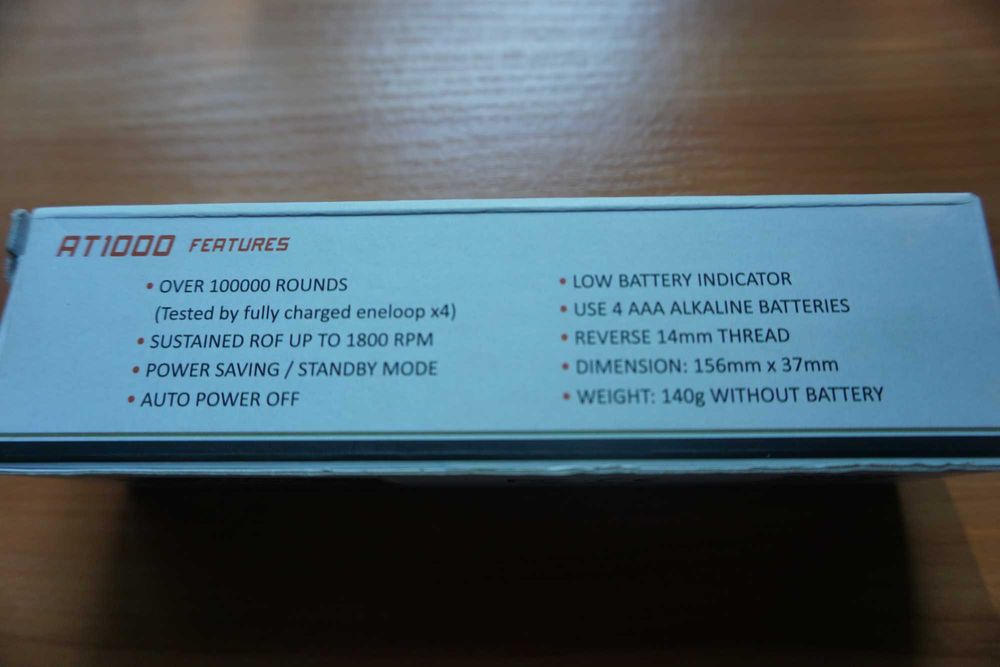 AT1000 FEATURES
• OVER 100000 ROUNDS
(Tested by fully charged eneloop x4)
• SUSTAINED ROF UP TO 1800 RPM
• POWER SAVING / STANDBY MODE
• AUTO POWER OFF
• LOW BATTERY INDICATOR
• USE 4 AAA ALKALINE BATTERIES
• REVERSE 14mm THREAD
• DIMENSION: 156mm x 37mm
• WEIGHT: 140g WITHOUT BATTERY